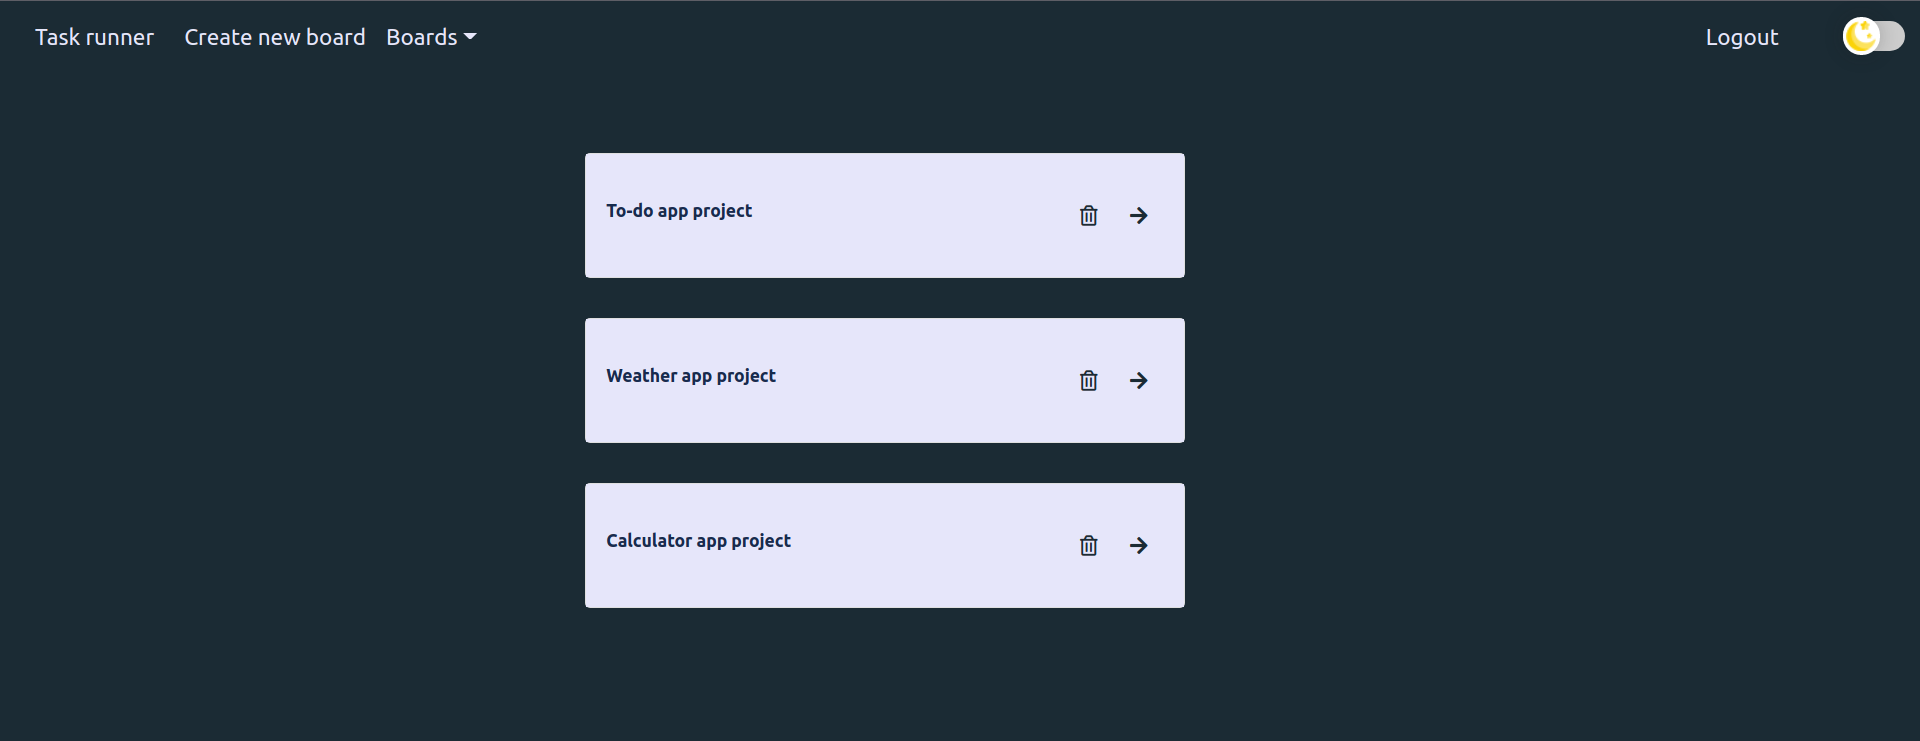 Task runner Create new board Boards Logout
To-do app project
Weather app project
Calculator app project